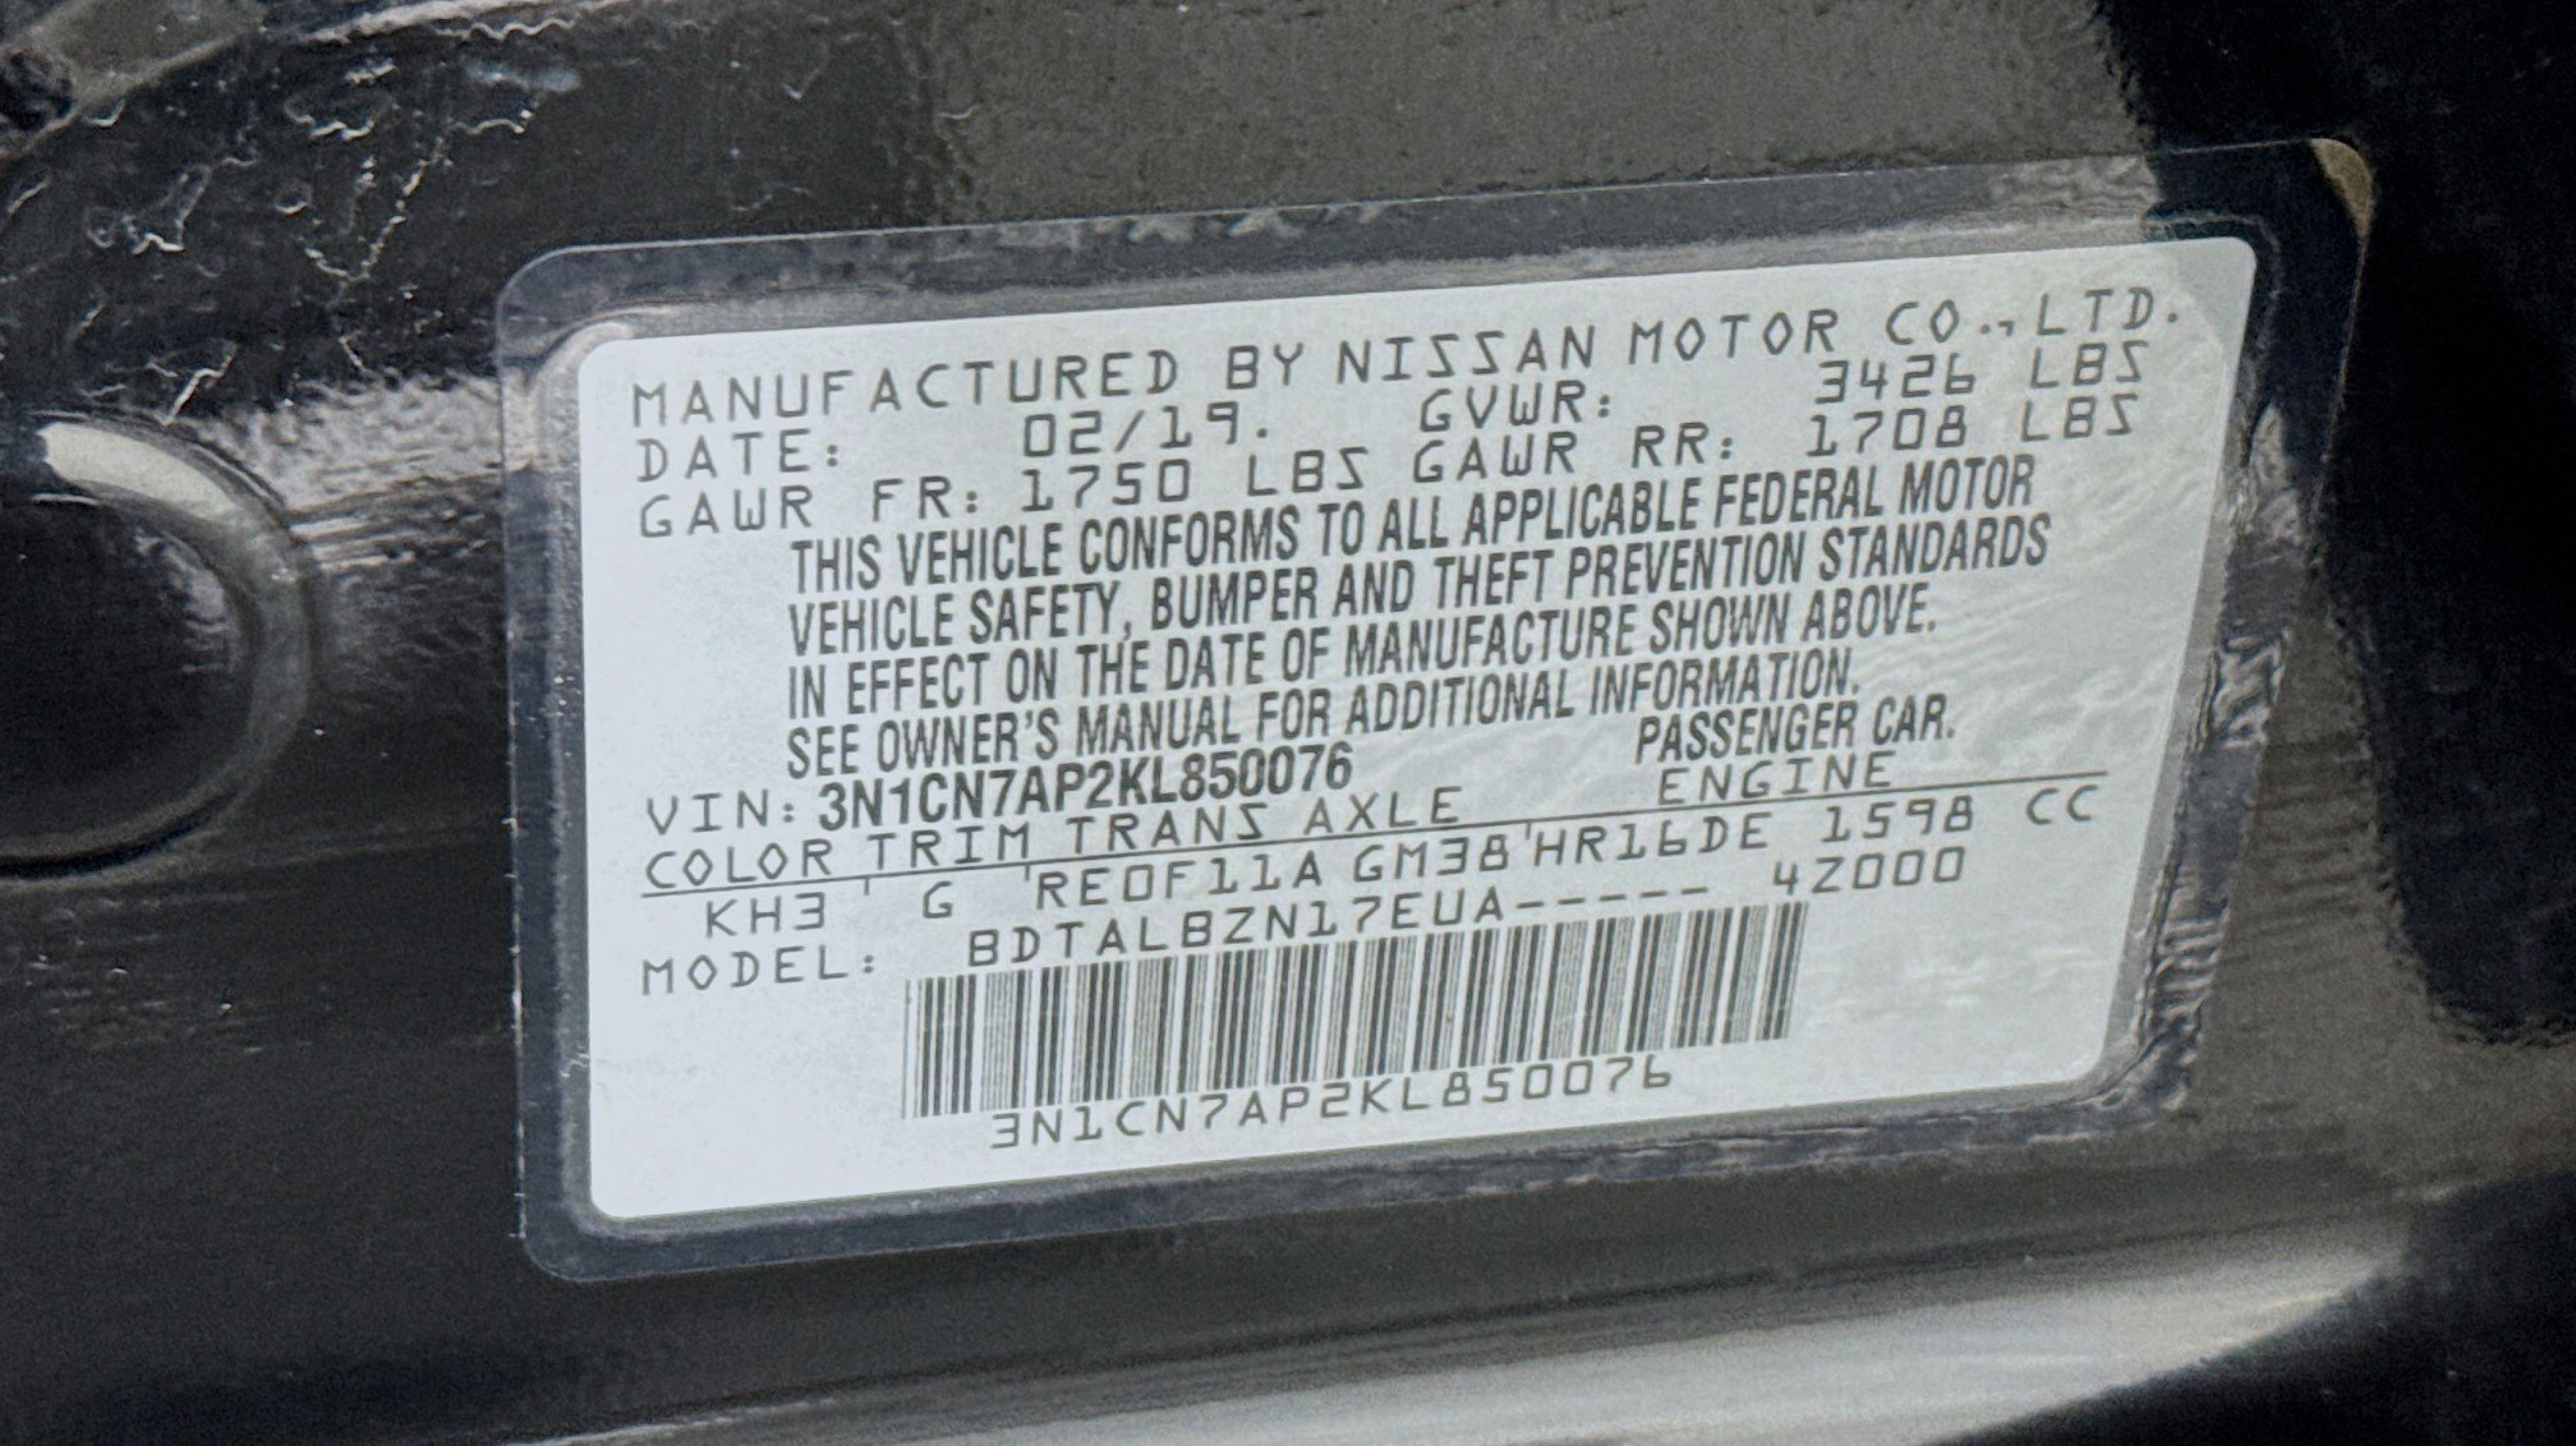 MANUFACTURED BY NISSAN MOTOR CO.,LTD.
DATE: 02/19. GVWR: 3426 LBS
GAWR FR: 1750 LBS GAWR RR: 1708 LBS
THIS VEHICLE CONFORMS TO ALL APPLICABLE FEDERAL MOTOR
VEHICLE SAFETY, BUMPER AND THEFT PREVENTION STANDARDS
IN EFFECT ON THE DATE OF MANUFACTURE SHOWN ABOVE.
SEE OWNER'S MANUAL FOR ADDITIONAL INFORMATION.
VIN: 3N1CN7AP2KL850076 PASSENGER CAR.
COLOR TRIM TRANS AXLE ENGINE
KH3 G RE0F11A GM38 HR16DE 1598 CC
MODEL: BDTALBZN17EUA----- 4Z000
3N1CN7AP2KL850076